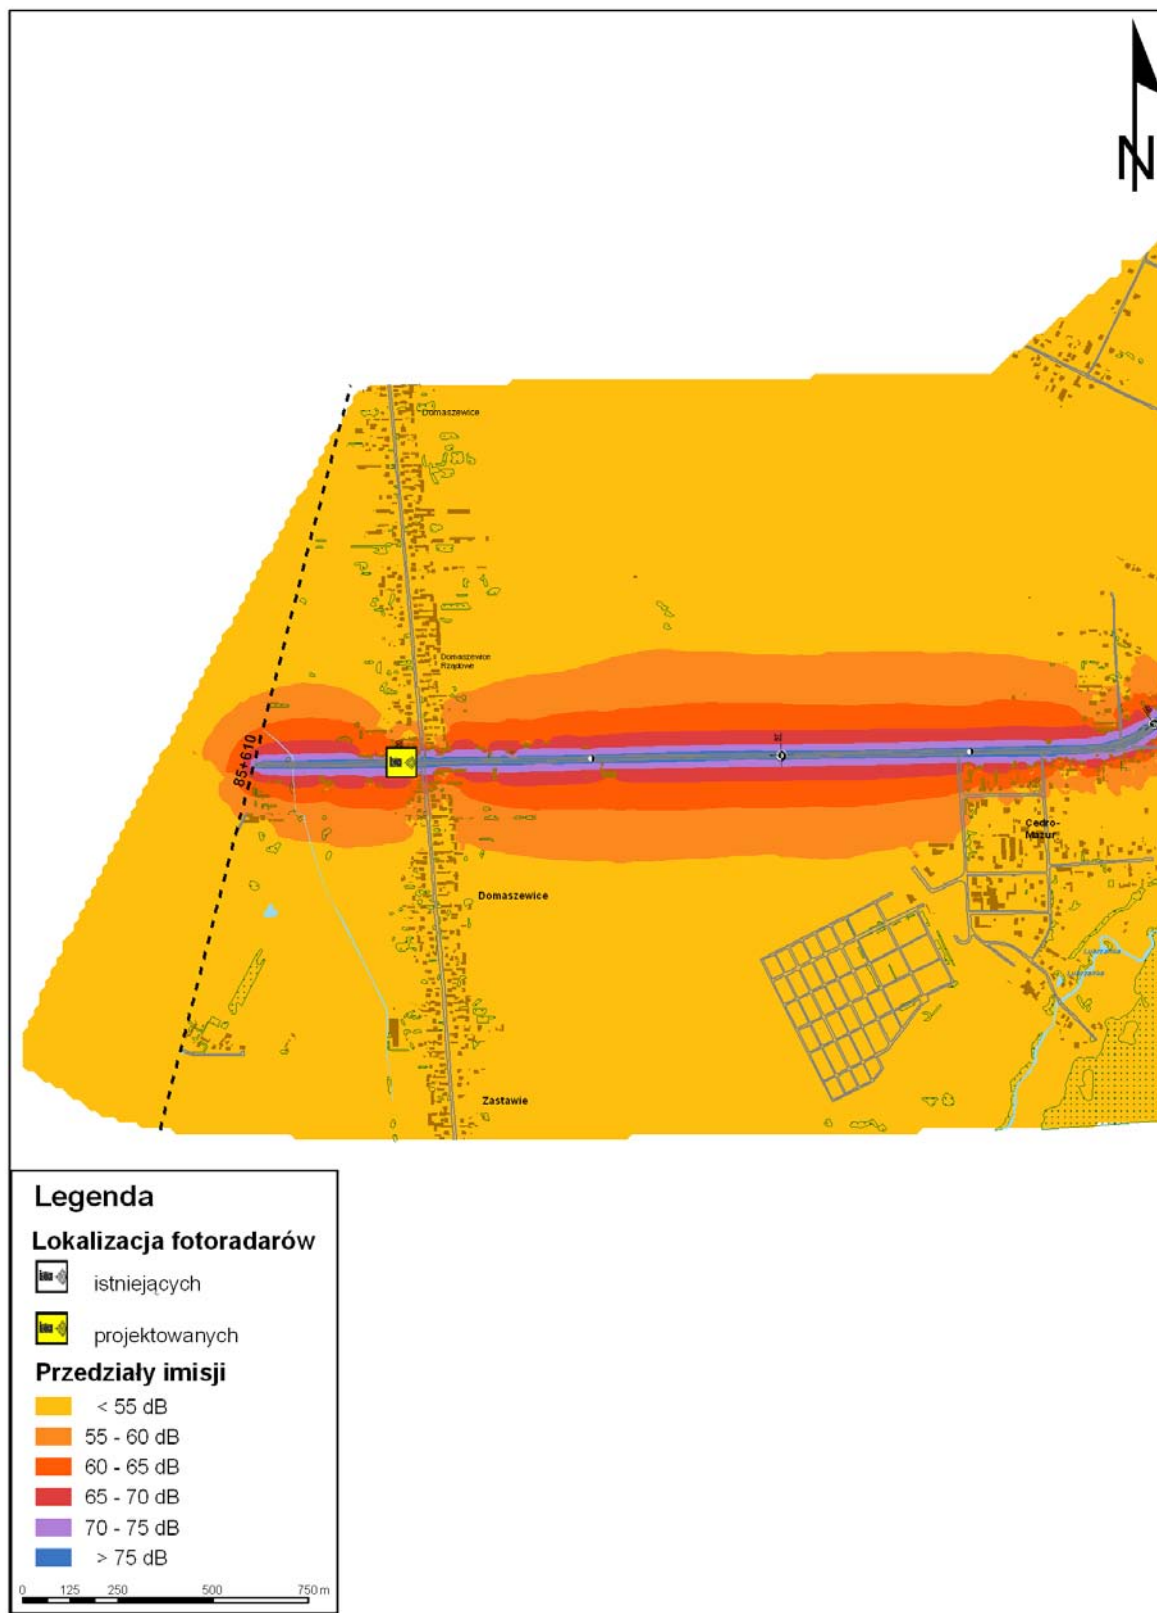 N
Domaszewice
Domaszewice
Rządowe
85+610
Cedro-
Mazur
Domaszewice
Zastawie
Legenda
Lokalizacja fotoradarów
istniejących
projektowanych
Przedziały imisji
< 55 dB
55 - 60 dB
60 - 65 dB
65 - 70 dB
70 - 75 dB
> 75 dB
0 125 250 500 750 m